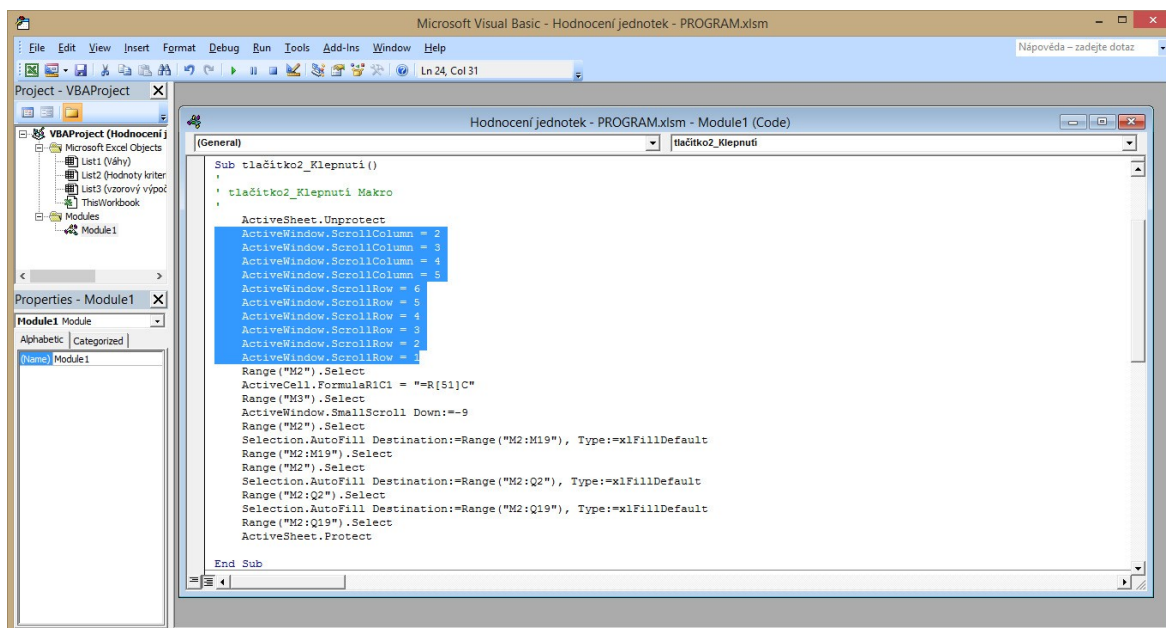 Microsoft Visual Basic - Hodnocení jednotek - PROGRAM.xlsm
File Edit View Insert Format Debug Run Tools Add-Ins Window Help
Nápověda – zadejte dotaz
Ln 24, Col 31
Project - VBAProject
VBAProject (Hodnocení j
Microsoft Excel Objects
List1 (Váhy)
List2 (Hodnoty kriter
List3 (vzorový výpoč
ThisWorkbook
Modules
Module1
Properties - Module1
Module1 Module
Alphabetic Categorized
(Name) Module1
Hodnocení jednotek - PROGRAM.xlsm - Module1 (Code)
(General) tlačítko2_Klepnutí
Sub tlačítko2_Klepnutí()
'
' tlačítko2_Klepnutí Makro
'
ActiveSheet.Unprotect
ActiveWindow.ScrollColumn = 2
ActiveWindow.ScrollColumn = 3
ActiveWindow.ScrollColumn = 4
ActiveWindow.ScrollColumn = 5
ActiveWindow.ScrollRow = 6
ActiveWindow.ScrollRow = 5
ActiveWindow.ScrollRow = 4
ActiveWindow.ScrollRow = 3
ActiveWindow.ScrollRow = 2
ActiveWindow.ScrollRow = 1
Range("M2").Select
ActiveCell.FormulaR1C1 = "=R[51]C"
Range("M3").Select
ActiveWindow.SmallScroll Down:=-9
Range("M2").Select
Selection.AutoFill Destination:=Range("M2:M19"), Type:=xlFillDefault
Range("M2:M19").Select
Range("M2").Select
Selection.AutoFill Destination:=Range("M2:Q2"), Type:=xlFillDefault
Range("M2:Q2").Select
Selection.AutoFill Destination:=Range("M2:Q19"), Type:=xlFillDefault
Range("M2:Q19").Select
ActiveSheet.Protect
End Sub